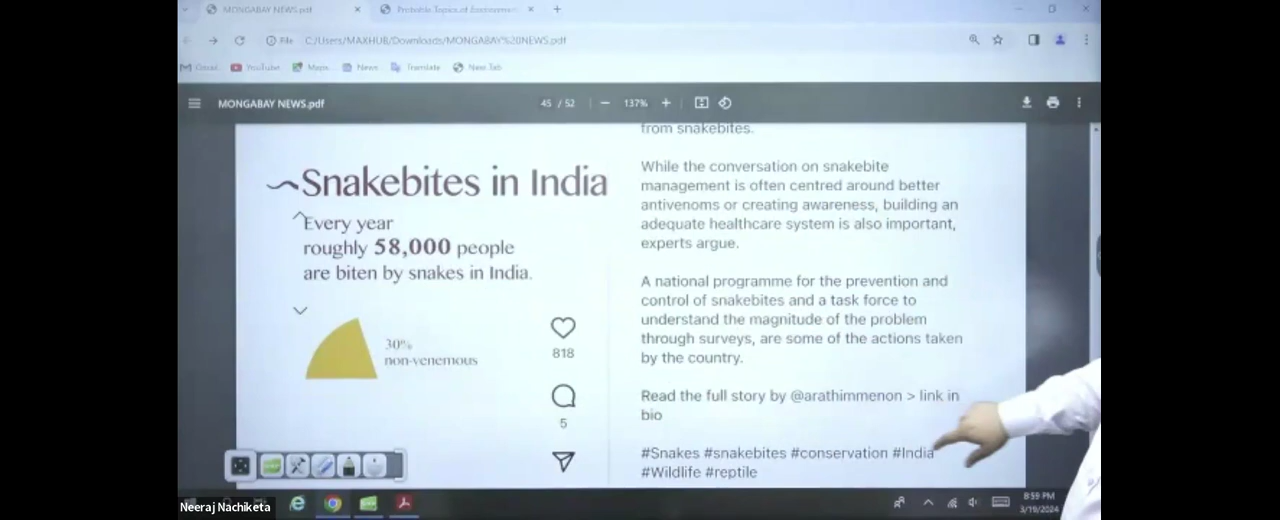 MONGABAY NEWS.pdf
Probable Topics of Environmen
File
C:/Users/MAXHUB/Downloads/MONGABAY%20NEWS.pdf
Gmail
YouTube
Maps
News
Translate
New Tab
MONGABAY NEWS.pdf
45 / 52
137%
Snakebites in India
Every year
roughly 58,000 people
are biten by snakes in India.
30%
non-venemous
818
5
from snakebites.
While the conversation on snakebite
management is often centred around better
antivenoms or creating awareness, building an
adequate healthcare system is also important,
experts argue.
A national programme for the prevention and
control of snakebites and a task force to
understand the magnitude of the problem
through surveys, are some of the actions taken
by the country.
Read the full story by @arathimmenon > link in
bio
#Snakes #snakebites #conservation #India
#Wildlife #reptile
Neeraj Nachiketa
8:59 PM
3/19/2024